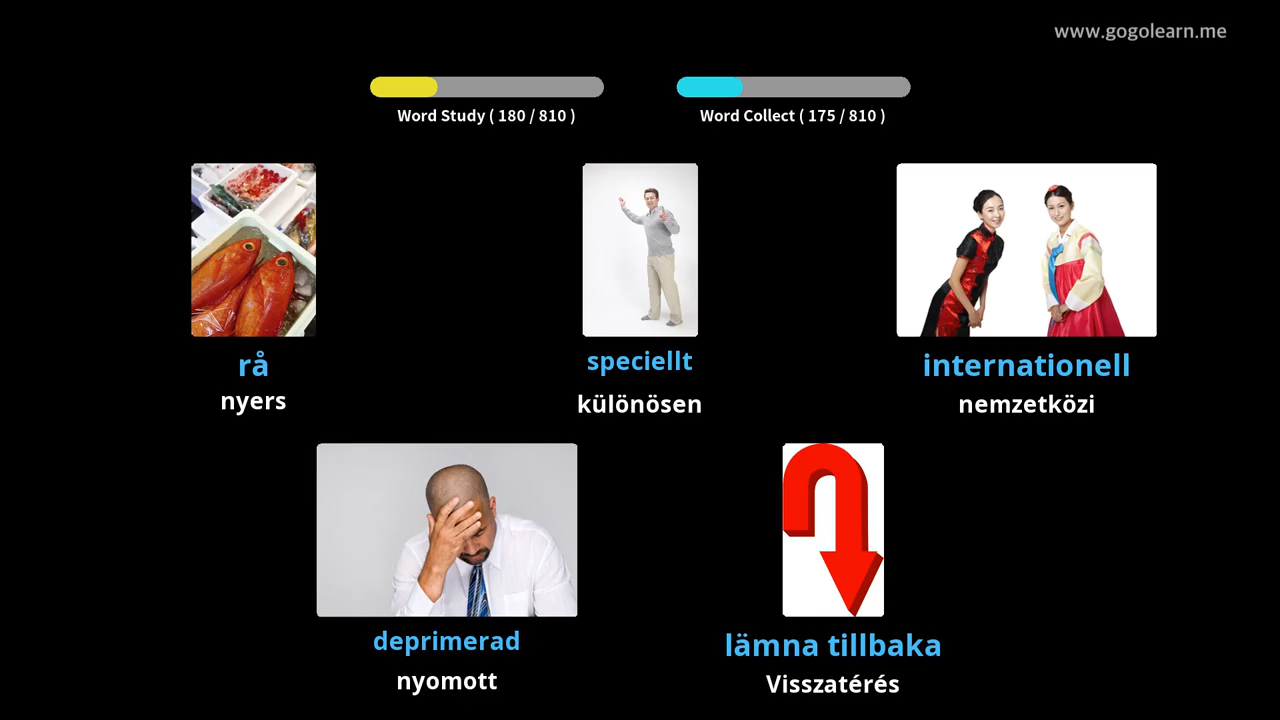 www.gogolearn.me
Word Study ( 180 / 810 )
Word Collect ( 175 / 810 )
rå
nyers
speciellt
különösen
internationell
nemzetközi
deprimerad
nyomott
lämna tillbaka
Visszatérés